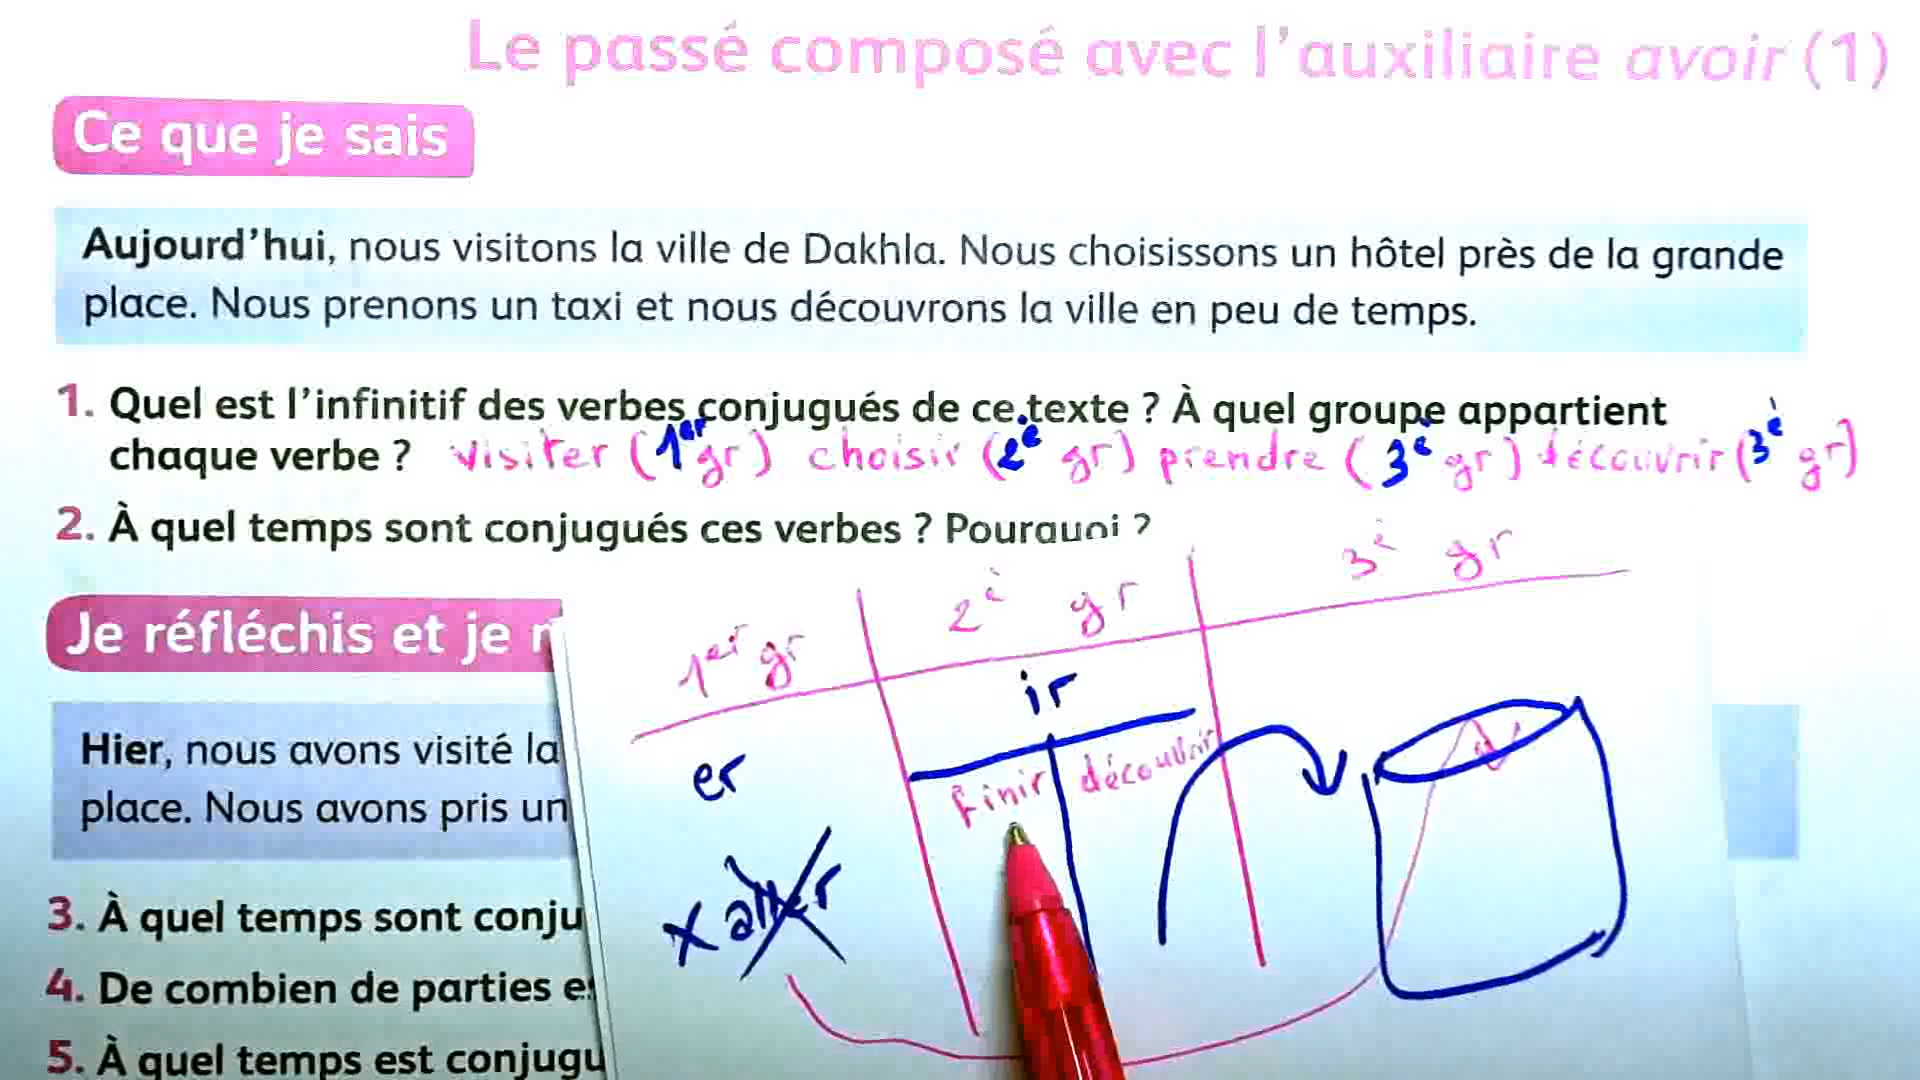 Le passé composé avec l'auxiliaire avoir (1)
Ce que je sais
Aujourd'hui, nous visitons la ville de Dakhla. Nous choisissons un hôtel près de la grande
place. Nous prenons un taxi et nous découvrons la ville en peu de temps.
1. Quel est l'infinitif des verbes conjugués de ce texte ? À quel groupe appartient
chaque verbe ? visiter (1er gr) choisir (2è gr) prendre (3è gr) découvrir (3è gr)
2. À quel temps sont conjugués ces verbes ? Pourquoi ?
1er gr 2è gr 3è gr
Je réfléchis et je
ir
Hier, nous avons visité la
er
finir découvrir
place. Nous avons pris un
x aller
3. À quel temps sont conju
4. De combien de parties e
5. À quel temps est conjugu